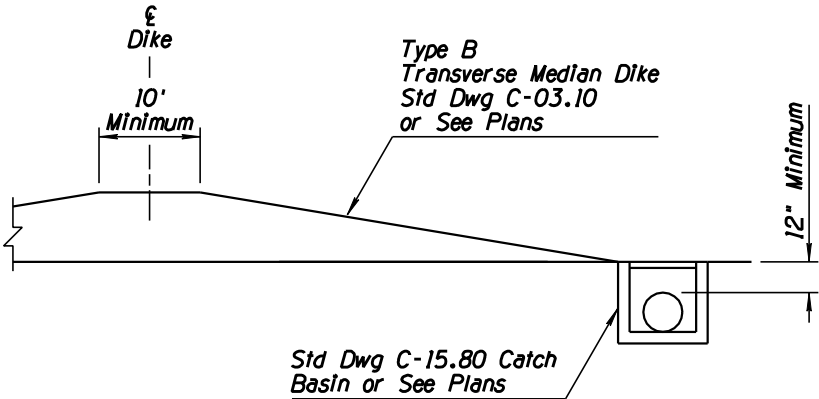 ℄
Dike
10'
Minimum
Type B
Transverse Median Dike
Std Dwg C-03.10
or See Plans
12" Minimum
Std Dwg C-15.80 Catch
Basin or See Plans